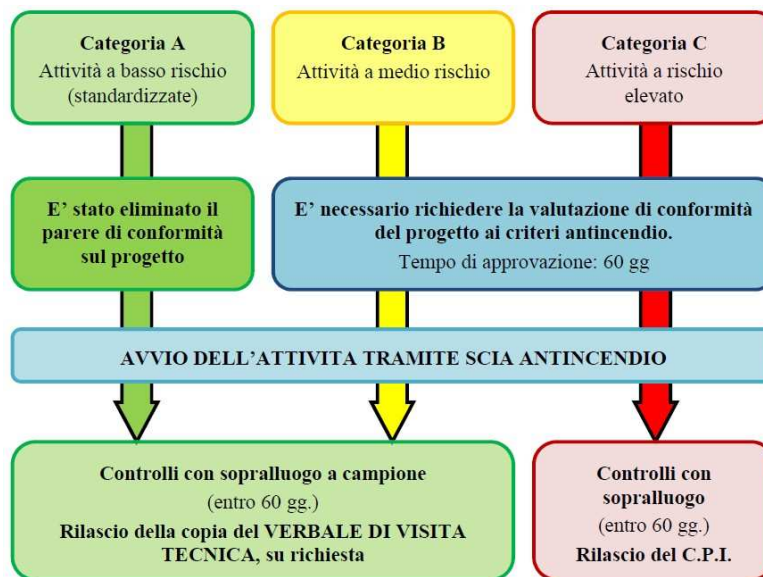 Categoria A
Attività a basso rischio
(standardizzate)
Categoria B
Attività a medio rischio
Categoria C
Attività a rischio
elevato
E' stato eliminato il
parere di conformità
sul progetto
E' necessario richiedere la valutazione di conformità
del progetto ai criteri antincendio.
Tempo di approvazione: 60 gg
AVVIO DELL'ATTIVITA TRAMITE SCIA ANTINCENDIO
Controlli con sopralluogo a campione
(entro 60 gg.)
Rilascio della copia del VERBALE DI VISITA
TECNICA, su richiesta
Controlli con
sopralluogo
(entro 60 gg.)
Rilascio del C.P.I.